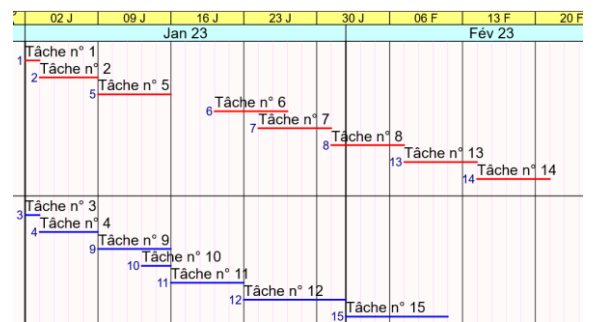 02 J 09 J 16 J 23 J 30 J 06 F 13 F 20 F
Jan 23 Fév 23
1 Tâche n° 1
2 Tâche n° 2
5 Tâche n° 5
6 Tâche n° 6
7 Tâche n° 7
8 Tâche n° 8
13 Tâche n° 13
14 Tâche n° 14
3 Tâche n° 3
4 Tâche n° 4
9 Tâche n° 9
10 Tâche n° 10
11 Tâche n° 11
12 Tâche n° 12
15 Tâche n° 15